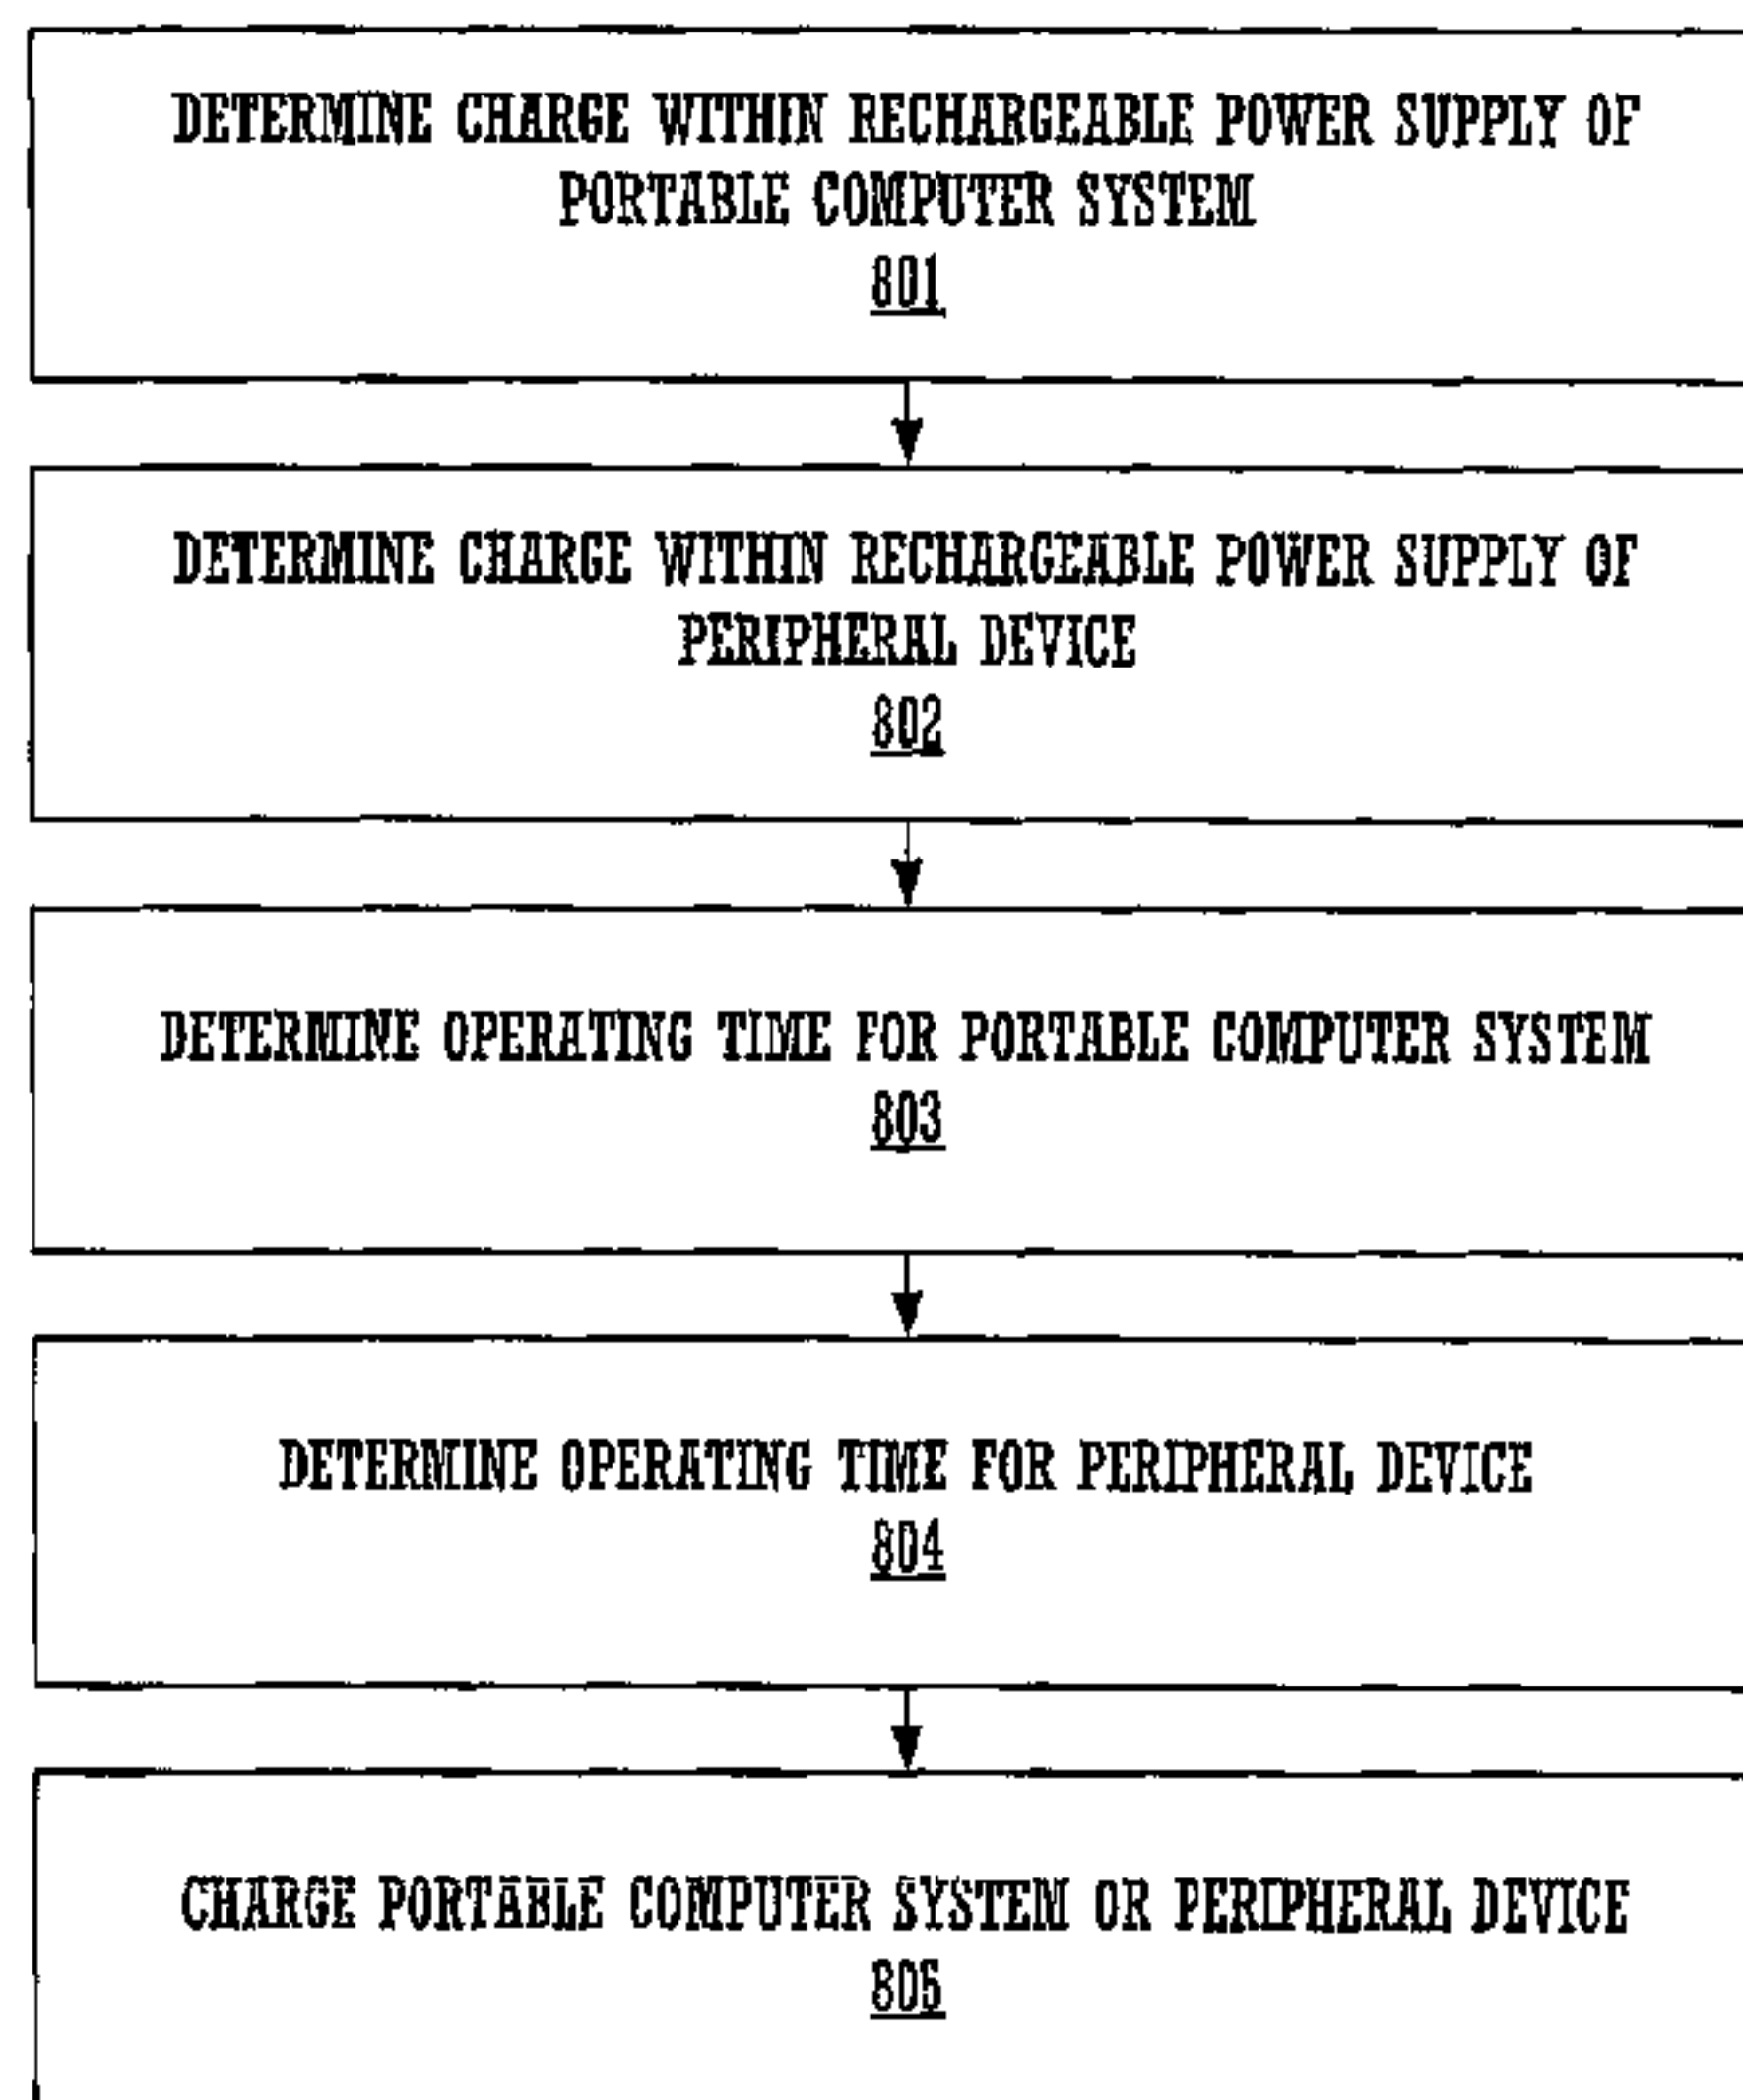 DETERMINE CHARGE WITHIN RECHARGEABLE POWER SUPPLY OF
PORTABLE COMPUTER SYSTEM
801
DETERMINE CHARGE WITHIN RECHARGEABLE POWER SUPPLY OF
PERIPHERAL DEVICE
802
DETERMINE OPERATING TIME FOR PORTABLE COMPUTER SYSTEM
803
DETERMINE OPERATING TIME FOR PERIPHERAL DEVICE
804
CHARGE PORTABLE COMPUTER SYSTEM OR PERIPHERAL DEVICE